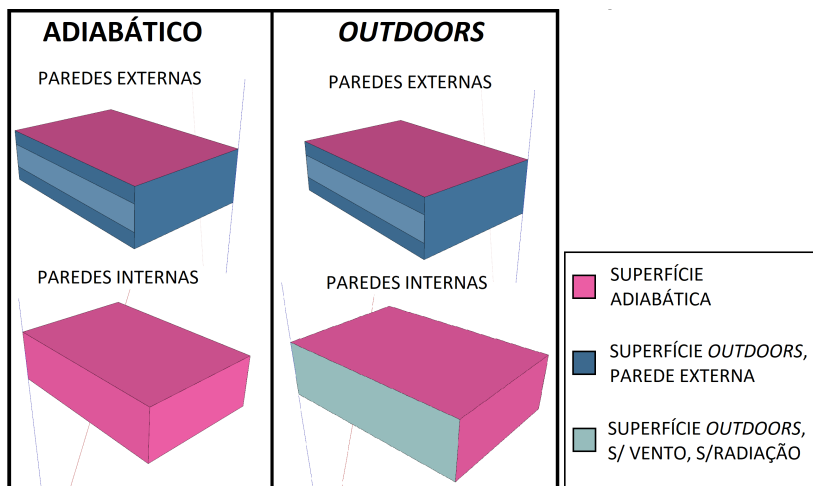 ADIABÁTICO
OUTDOORS
PAREDES EXTERNAS
PAREDES EXTERNAS
PAREDES INTERNAS
PAREDES INTERNAS
SUPERFÍCIE
ADIABÁTICA
SUPERFÍCIE OUTDOORS,
PAREDE EXTERNA
SUPERFÍCIE OUTDOORS,
S/ VENTO, S/RADIAÇÃO